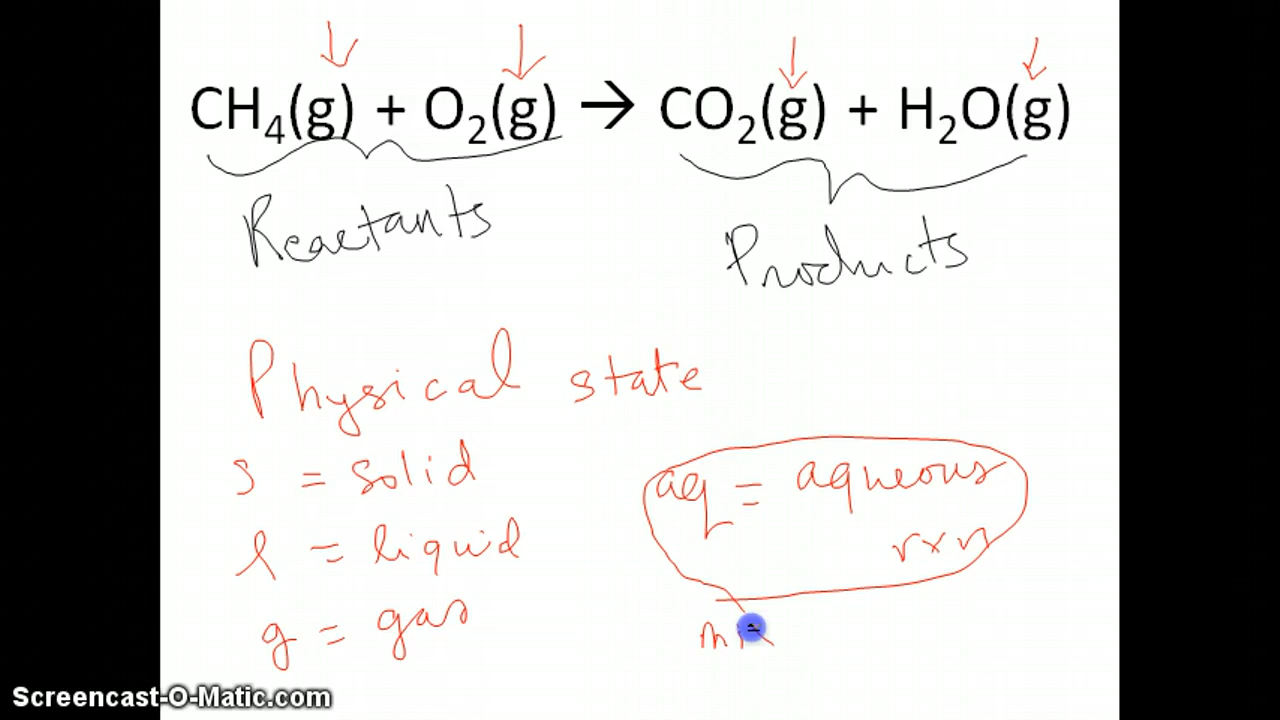 CH₄(g) + O₂(g) → CO₂(g) + H₂O(g)
Reactants
Products
Physical state
s = solid
l = liquid
g = gas
aq = aqueous
rxn
Screencast-O-Matic.com